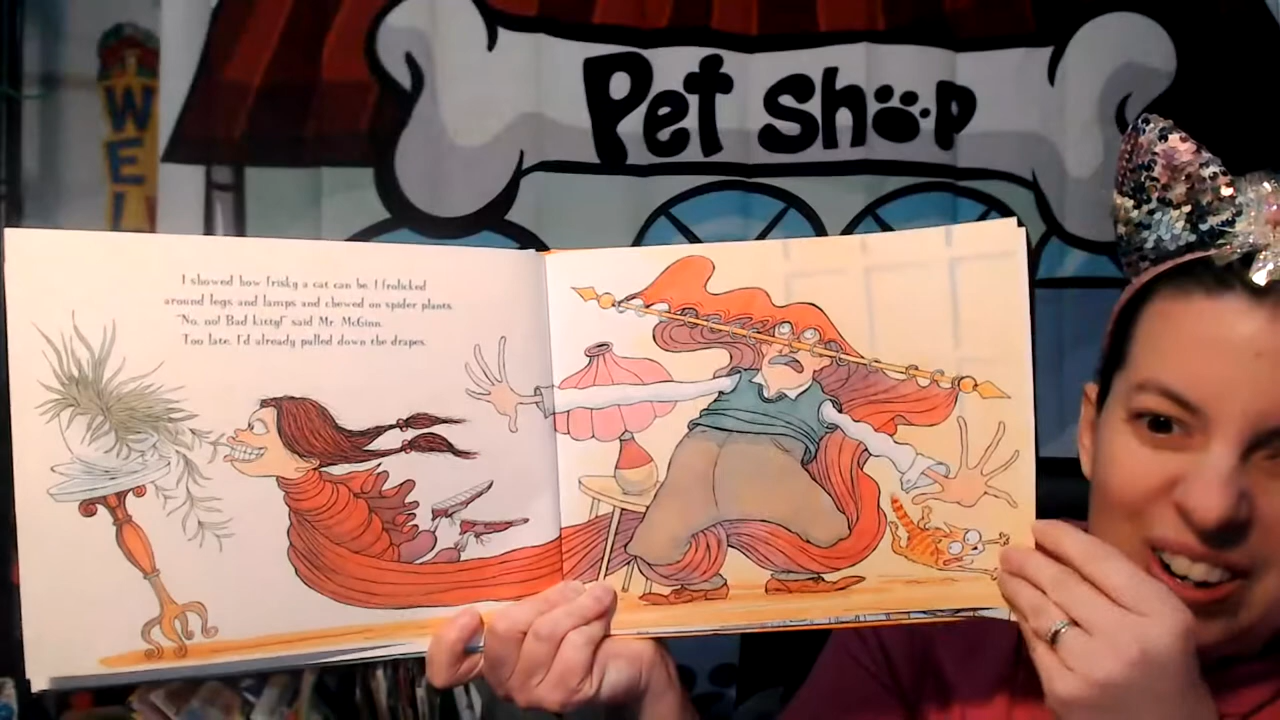 Pet Shop
WEL
I showed how frisky a cat can be. I frolicked
around legs and lamps and chewed on spider plants.
"No, no! Bad kitty!" said Mr. McGinn.
Too late. I'd already pulled down the drapes.